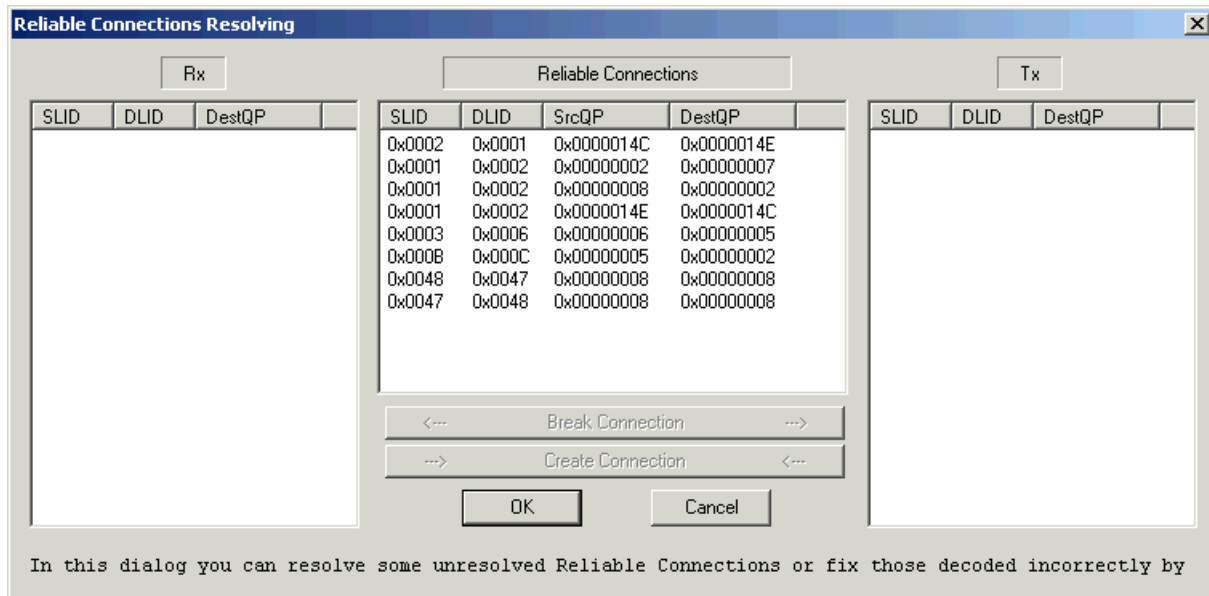 Reliable Connections Resolving
Rx Reliable Connections Tx
SLID DLID DestQP SLID DLID SrcQP DestQP SLID DLID DestQP
0x0002 0x0001 0x0000014C 0x0000014E
0x0001 0x0002 0x00000002 0x00000007
0x0001 0x0002 0x00000008 0x00000002
0x0001 0x0002 0x0000014E 0x0000014C
0x0003 0x0006 0x00000006 0x00000005
0x000B 0x000C 0x00000005 0x00000002
0x0048 0x0047 0x00000008 0x00000008
0x0047 0x0048 0x00000008 0x00000008
<--- Break Connection --->
---> Create Connection <---
OK Cancel
In this dialog you can resolve some unresolved Reliable Connections or fix those decoded incorrectly by